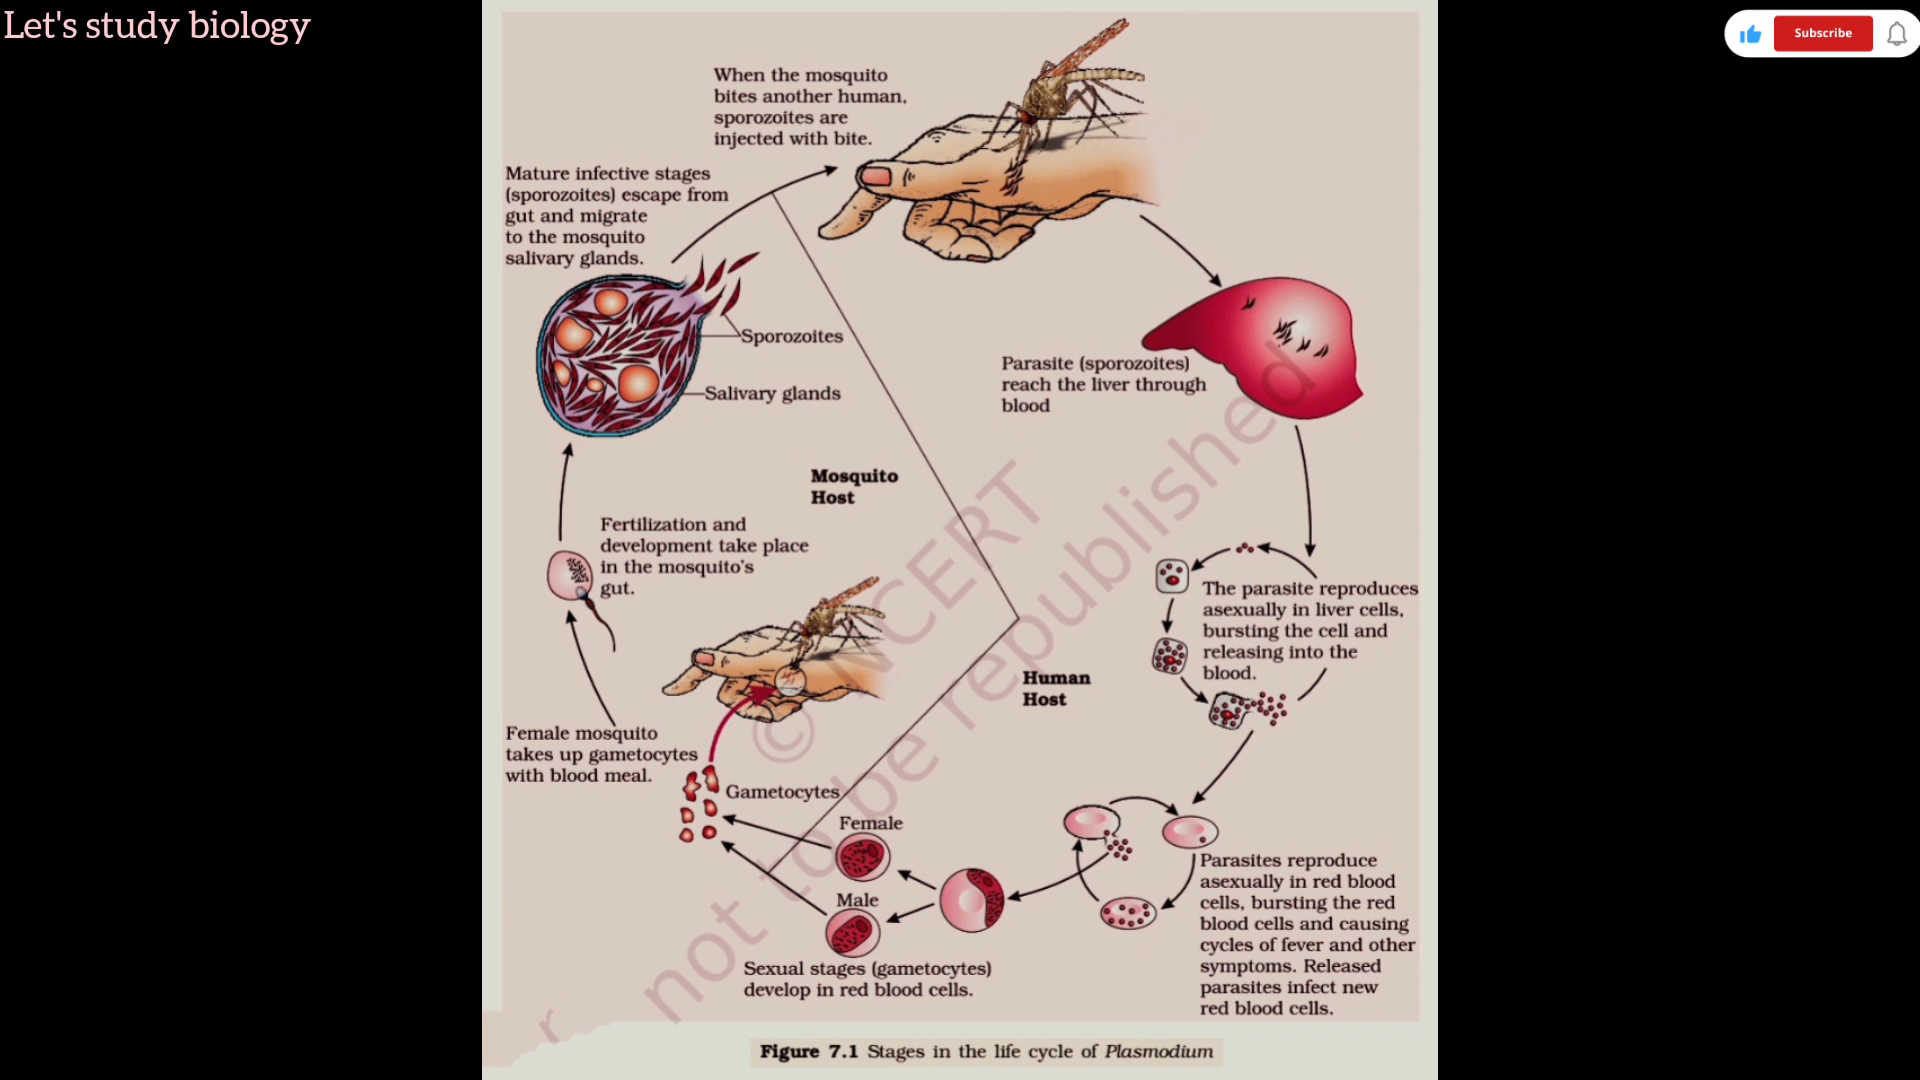 Let's study biology
Subscribe
When the mosquito
bites another human,
sporozoites are
injected with bite.
Mature infective stages
(sporozoites) escape from
gut and migrate
to the mosquito
salivary glands.
Sporozoites
Salivary glands
Parasite (sporozoites)
reach the liver through
blood
Mosquito
Host
Fertilization and
development take place
in the mosquito's
gut.
The parasite reproduces
asexually in liver cells,
bursting the cell and
releasing into the
blood.
Human
Host
Female mosquito
takes up gametocytes
with blood meal.
Gametocytes
Female
Male
Sexual stages (gametocytes)
develop in red blood cells.
Parasites reproduce
asexually in red blood
cells, bursting the red
blood cells and causing
cycles of fever and other
symptoms. Released
parasites infect new
red blood cells.
© NCERT
not to be republished
Figure 7.1 Stages in the life cycle of Plasmodium